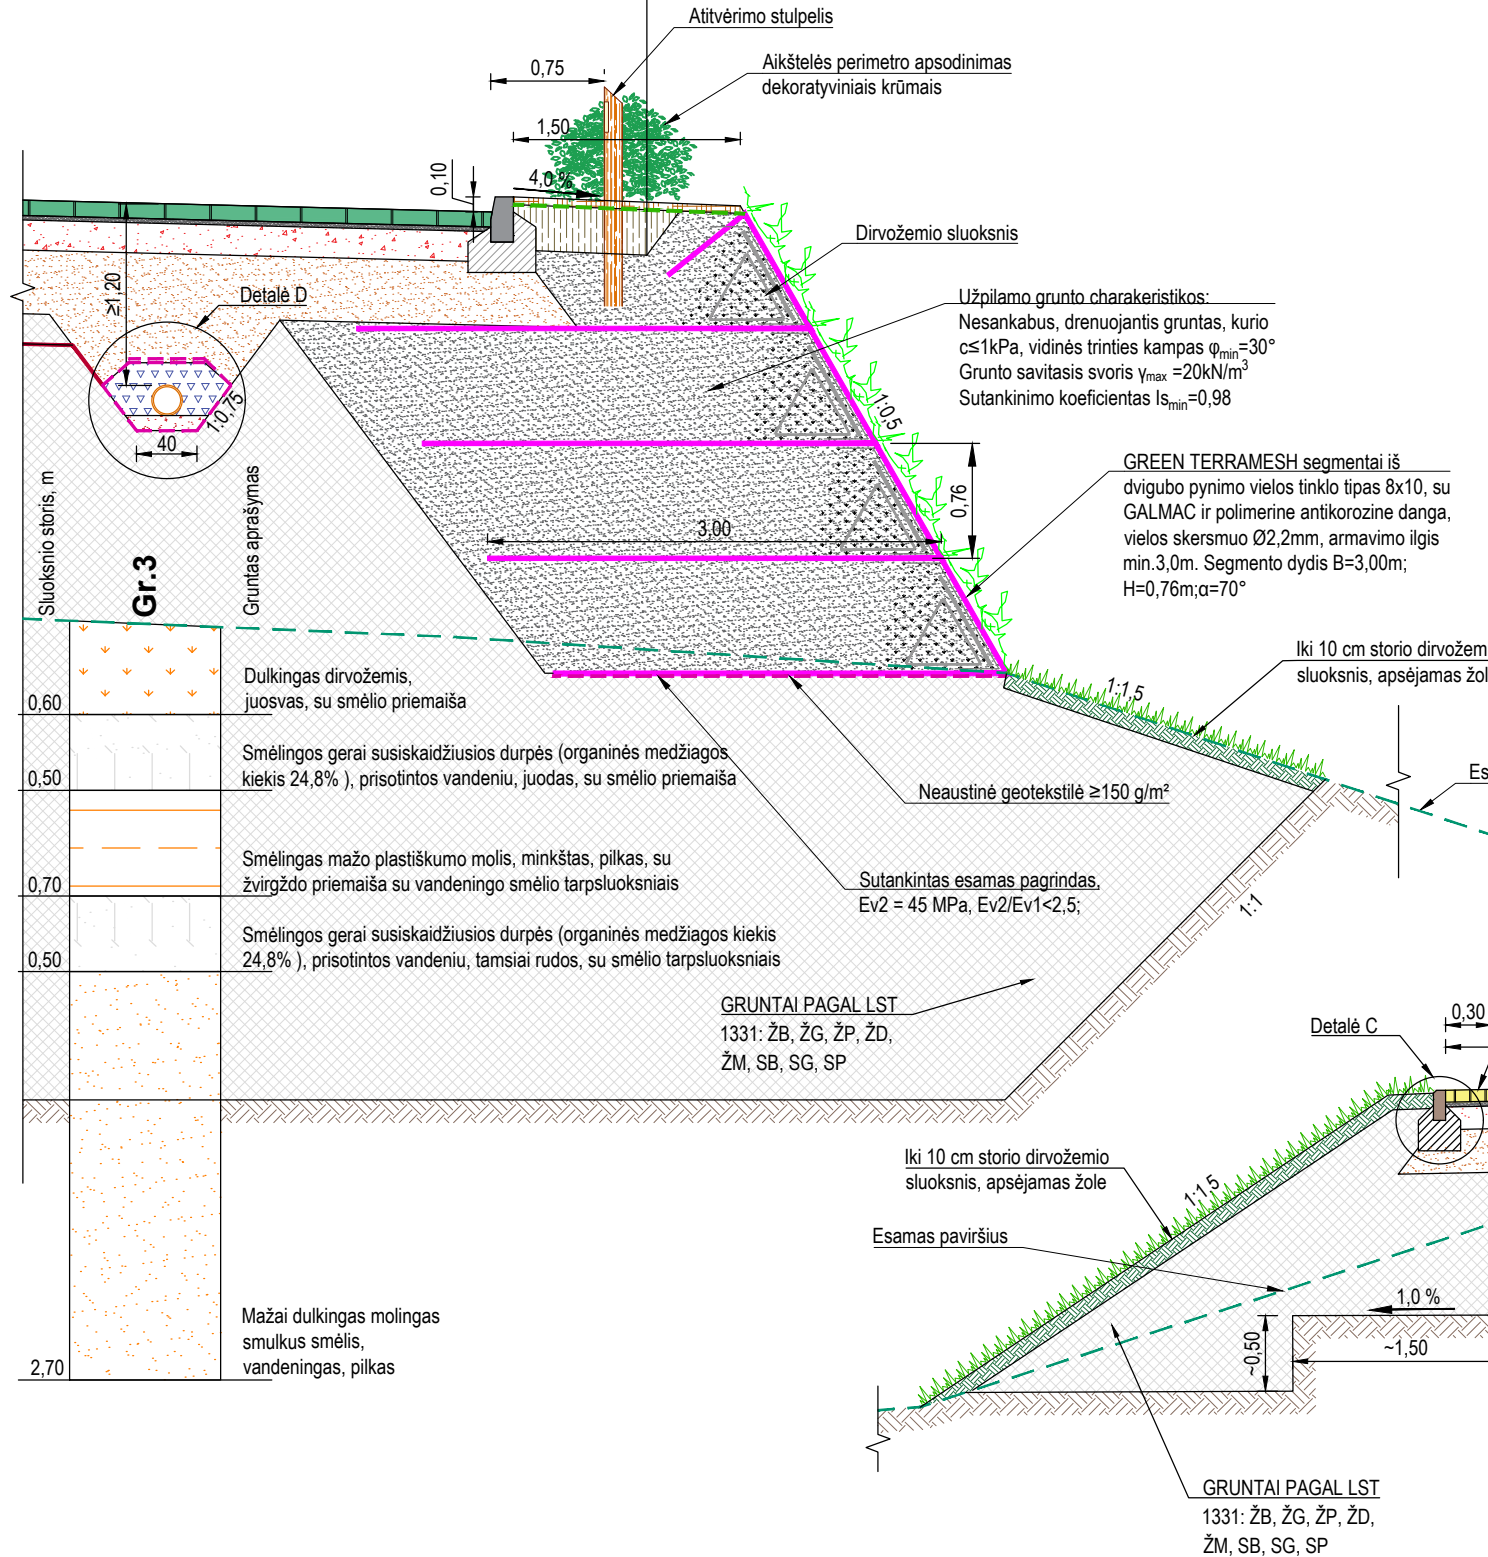 Atitvėrimo stulpelis
0,75
Aikštelės perimetro apsodinimas
dekoratyviniais krūmais
1,50
0,10
4,0 %
Dirvožemio sluoksnis
≥1,20
Detalė D
Užpilamo grunto charakeristikos:
Nesankabus, drenuojantis gruntas, kurio
c≤1kPa, vidinės trinties kampas φmin=30°
Grunto savitasis svoris γmax =20kN/m³
Sutankinimo koeficientas Ismin=0,98
1:0,5
1:0,75
40
0,76
GREEN TERRAMESH segmentai iš
dvigubo pynimo vielos tinklo tipas 8x10, su
GALMAC ir polimerine antikorozine danga,
vielos skersmuo Ø2,2mm, armavimo ilgis
min.3,0m. Segmento dydis B=3,00m;
H=0,76m;α=70°
3,00
Sluoksnio storis, m
Gr.3
Gruntas aprašymas
Iki 10 cm storio dirvožem
sluoksnis, apsėjamas žol
1:1,5
Dulkingas dirvožemis,
juosvas, su smėlio priemaiša
0,60
Smėlingos gerai susiskaidžiusios durpės (organinės medžiagos
kiekis 24,8% ), prisotintos vandeniu, juodas, su smėlio priemaiša
0,50
Neaustinė geotekstilė ≥150 g/m²
Es
Smėlingas mažo plastiškumo molis, minkštas, pilkas, su
žvirgždo priemaiša su vandeningo smėlio tarpsluoksniais
0,70
Sutankintas esamas pagrindas,
Ev2 = 45 MPa, Ev2/Ev1<2,5;
1:1
Smėlingos gerai susiskaidžiusios durpės (organinės medžiagos kiekis
24,8% ), prisotintos vandeniu, tamsiai rudos, su smėlio tarpsluoksniais
0,50
GRUNTAI PAGAL LST
1331: ŽB, ŽG, ŽP, ŽD,
ŽM, SB, SG, SP
Detalė C
0,30
Iki 10 cm storio dirvožemio
sluoksnis, apsėjamas žole
1:1,5
Esamas paviršius
1,0 %
~0,50
~1,50
Mažai dulkingas molingas
smulkus smėlis,
vandeningas, pilkas
2,70
GRUNTAI PAGAL LST
1331: ŽB, ŽG, ŽP, ŽD,
ŽM, SB, SG, SP